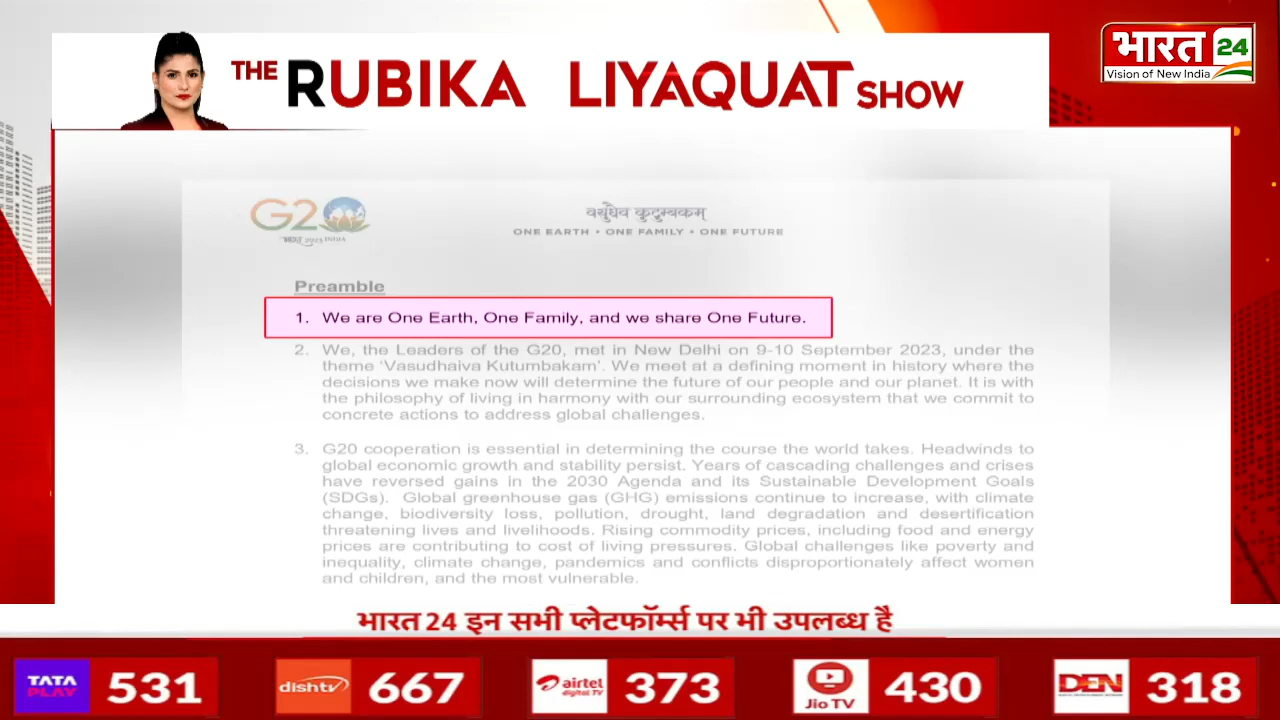 THE RUBIKA LIYAQUAT SHOW
भारत 24
Vision of New India
G20
भारत 2023 INDIA
वसुधैव कुटुम्बकम्
ONE EARTH • ONE FAMILY • ONE FUTURE
Preamble
1. We are One Earth, One Family, and we share One Future.
2. We, the Leaders of the G20, met in New Delhi on 9-10 September 2023, under the
theme ‘Vasudhaiva Kutumbakam’. We meet at a defining moment in history where the
decisions we make now will determine the future of our people and our planet. It is with
the philosophy of living in harmony with our surrounding ecosystem that we commit to
concrete actions to address global challenges.
3. G20 cooperation is essential in determining the course the world takes. Headwinds to
global economic growth and stability persist. Years of cascading challenges and crises
have reversed gains in the 2030 Agenda and its Sustainable Development Goals
(SDGs). Global greenhouse gas (GHG) emissions continue to increase, with climate
change, biodiversity loss, pollution, drought, land degradation and desertification
threatening lives and livelihoods. Rising commodity prices, including food and energy
prices are contributing to cost of living pressures. Global challenges like poverty and
inequality, climate change, pandemics and conflicts disproportionately affect women
and children, and the most vulnerable.
भारत 24 इन सभी प्लेटफॉर्म्स पर भी उपलब्ध है
TATA PLAY 531
dishtv 667
airtel digital TV 373
JioTV 430
DEN 318